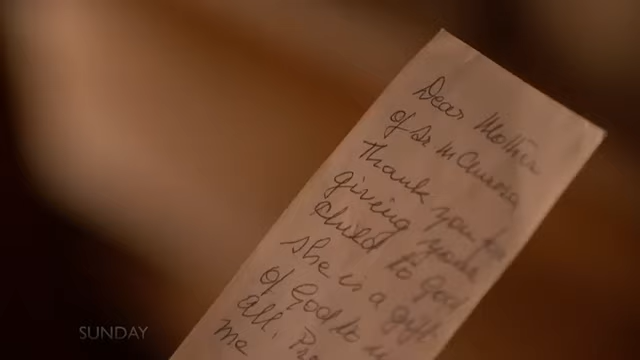 Dear Mother
of Sr M
Thank you for
giving your
child to God
she is a gift
of God to
all.
me
SUNDAY